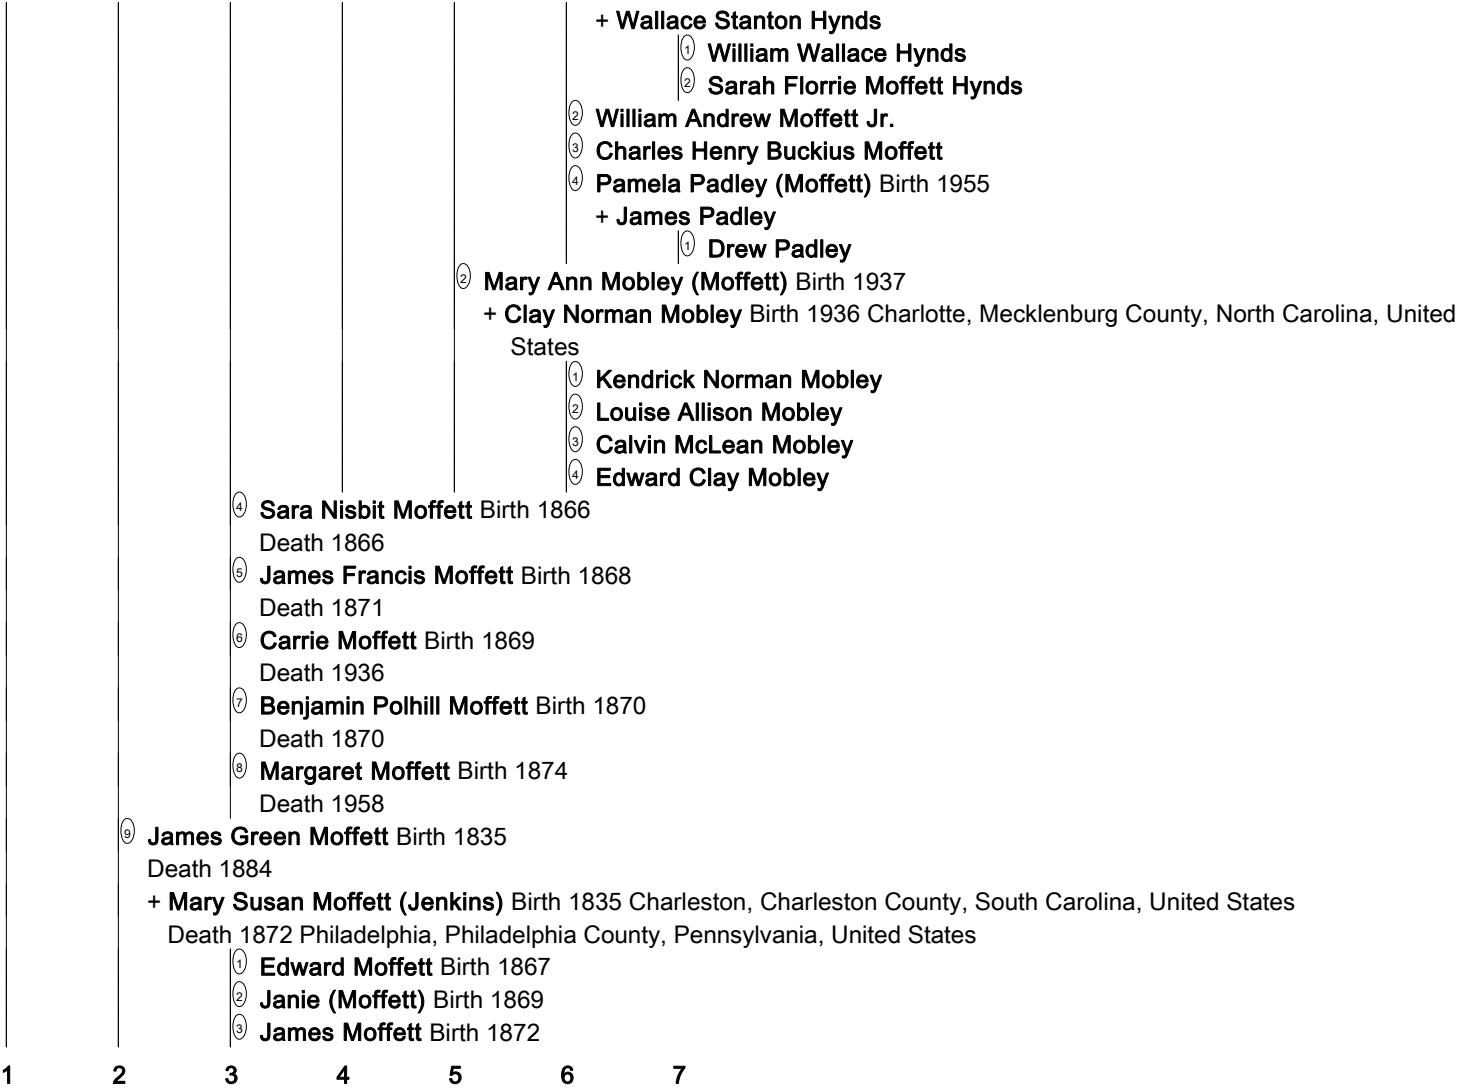 + Wallace Stanton Hynds
1 William Wallace Hynds
2 Sarah Florrie Moffett Hynds
2 William Andrew Moffett Jr.
3 Charles Henry Buckius Moffett
4 Pamela Padley (Moffett) Birth 1955
+ James Padley
1 Drew Padley
2 Mary Ann Mobley (Moffett) Birth 1937
+ Clay Norman Mobley Birth 1936 Charlotte, Mecklenburg County, North Carolina, United
States
1 Kendrick Norman Mobley
2 Louise Allison Mobley
3 Calvin McLean Mobley
4 Edward Clay Mobley
4 Sara Nisbit Moffett Birth 1866
Death 1866
5 James Francis Moffett Birth 1868
Death 1871
6 Carrie Moffett Birth 1869
Death 1936
7 Benjamin Polhill Moffett Birth 1870
Death 1870
8 Margaret Moffett Birth 1874
Death 1958
9 James Green Moffett Birth 1835
Death 1884
+ Mary Susan Moffett (Jenkins) Birth 1835 Charleston, Charleston County, South Carolina, United States
Death 1872 Philadelphia, Philadelphia County, Pennsylvania, United States
1 Edward Moffett Birth 1867
2 Janie (Moffett) Birth 1869
3 James Moffett Birth 1872
1 2 3 4 5 6 7